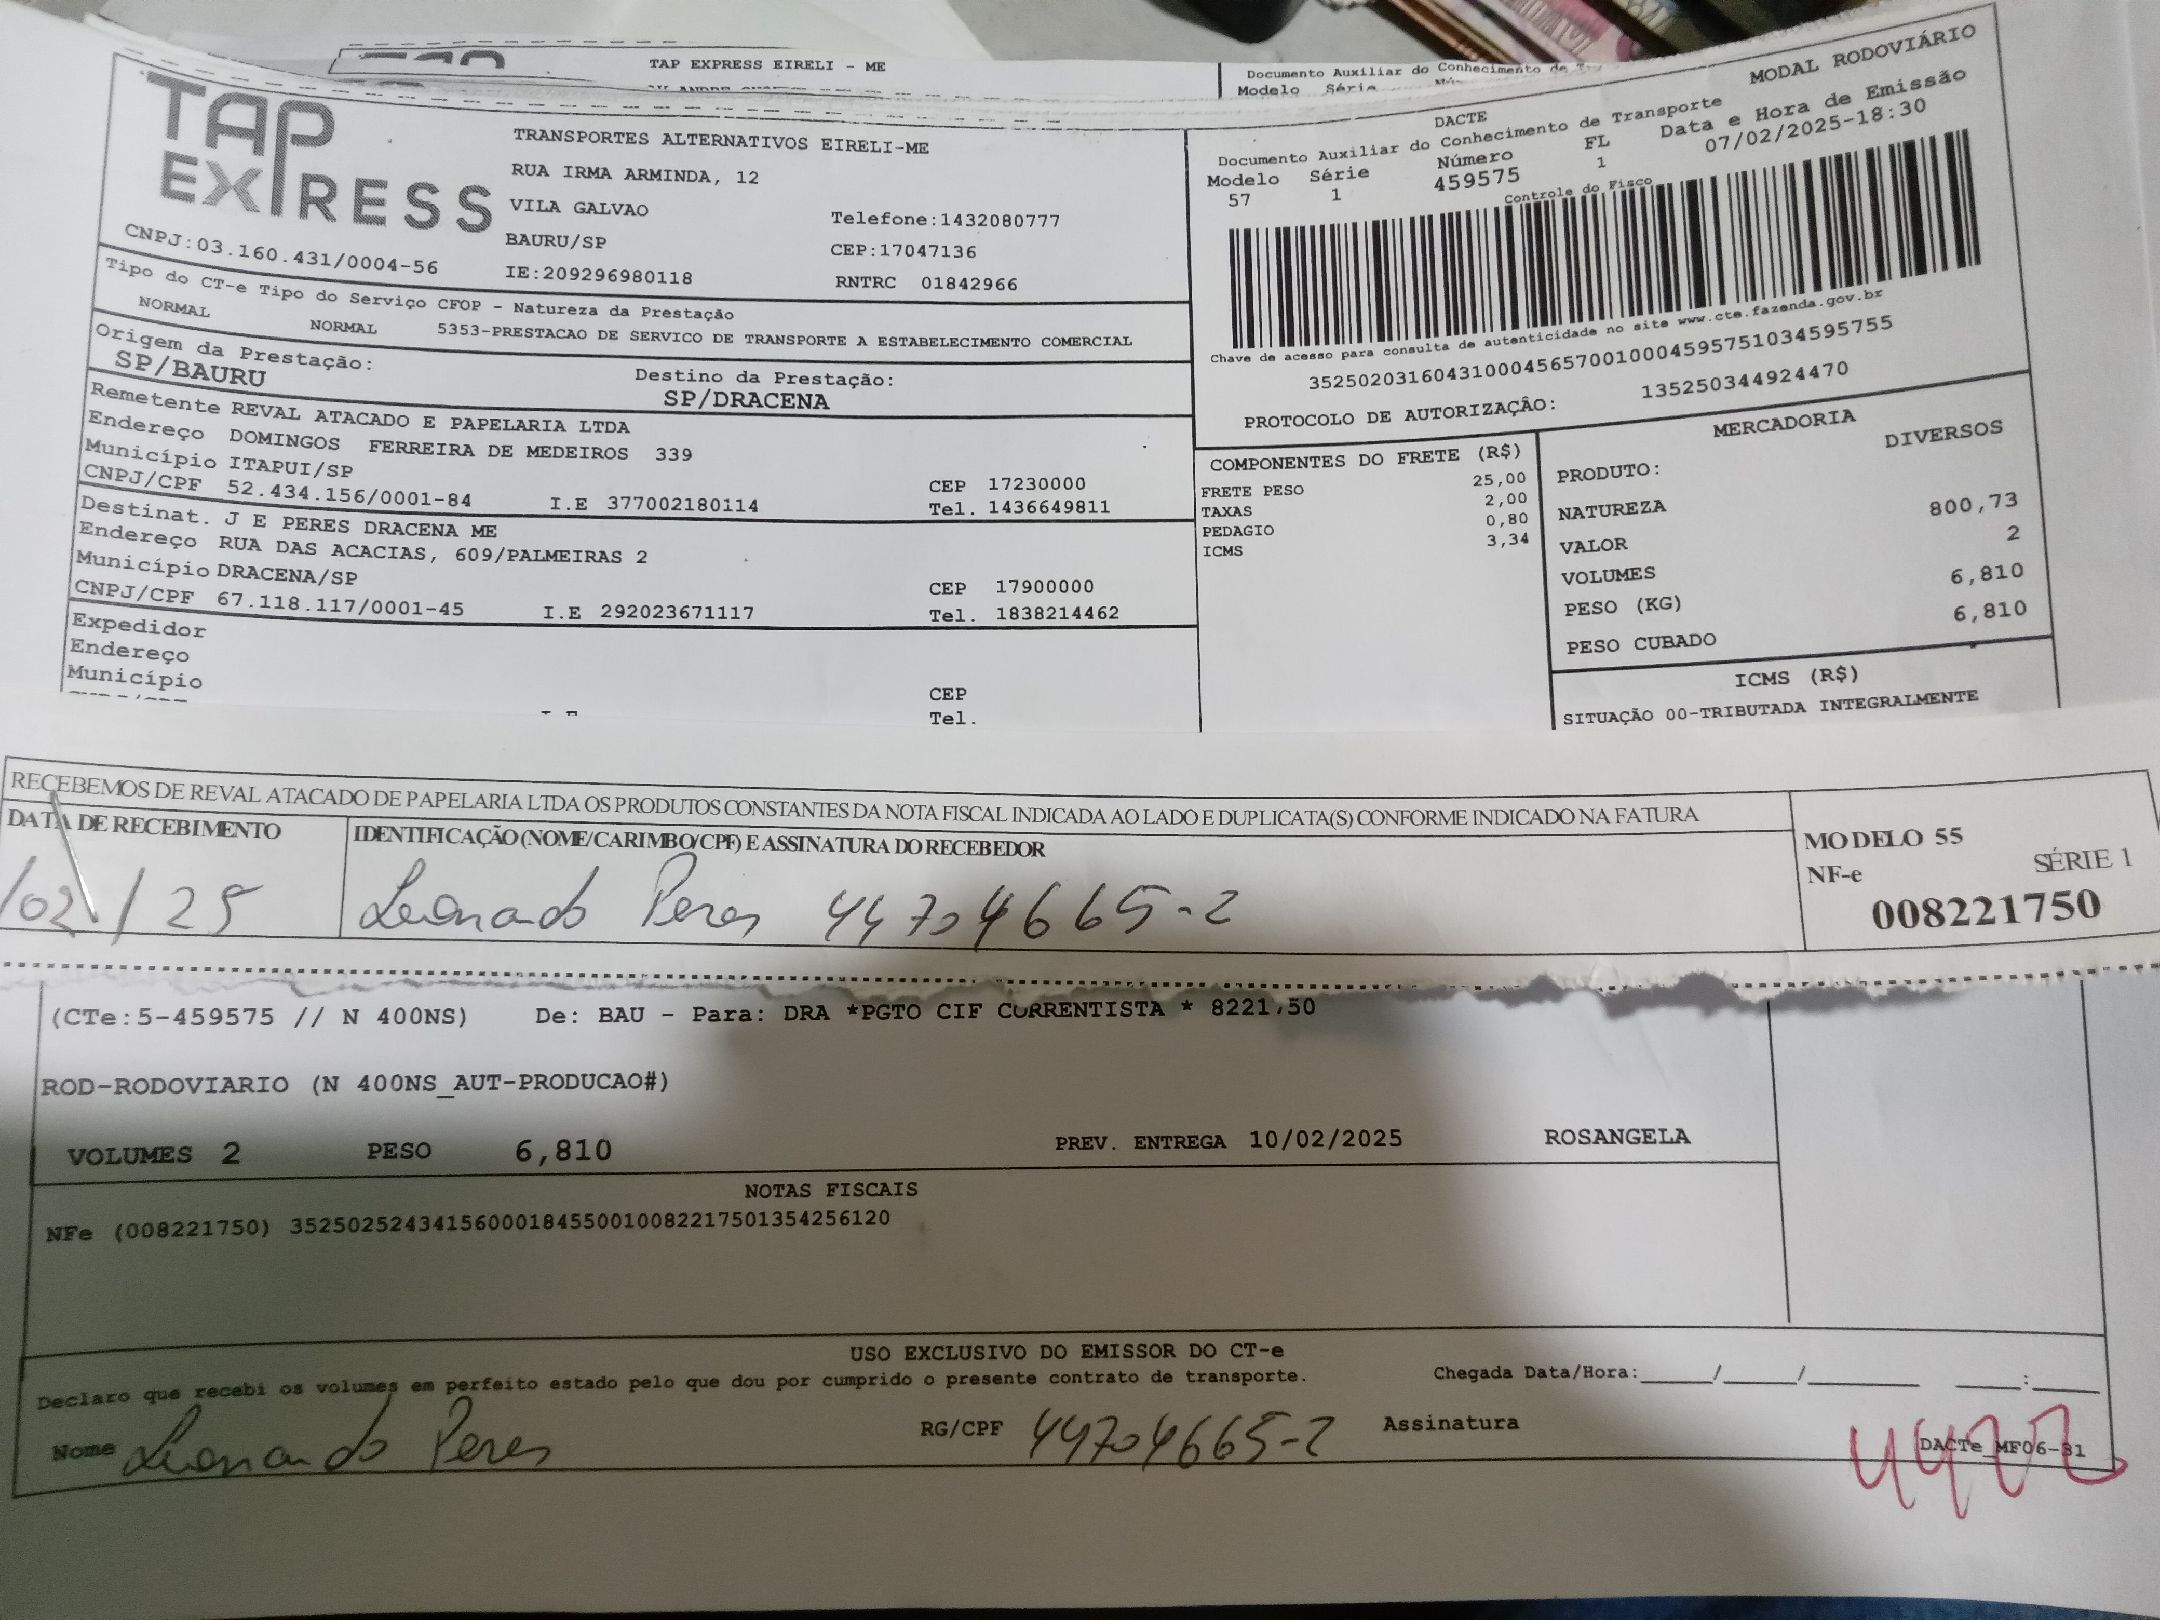 TAP EXPRESS EIRELI - ME
Documento Auxiliar do Conhecimento de
Modelo Série
TAP
EXPRESS
TRANSPORTES ALTERNATIVOS EIRELI-ME
RUA IRMA ARMINDA, 12
VILA GALVAO
Telefone:1432080777
BAURU/SP
CEP:17047136
CNPJ:03.160.431/0004-56
IE:209296980118
RNTRC 01842966
DACTE
MODAL RODOVIÁRIO
Documento Auxiliar do Conhecimento de Transporte
Data e Hora de Emissão
Modelo Série Número FL
57 1 459575 1 07/02/2025-18:30
Controle do Fisco
Chave de acesso para consulta de autenticidade no site www.cte.fazenda.gov.br
35250203160431000456570010004595751034595755
PROTOCOLO DE AUTORIZAÇÃO: 135250344924470
Tipo do CT-e Tipo do Serviço CFOP - Natureza da Prestação
NORMAL NORMAL 5353-PRESTACAO DE SERVICO DE TRANSPORTE A ESTABELECIMENTO COMERCIAL
Origem da Prestação: Destino da Prestação:
SP/BAURU SP/DRACENA
Remetente REVAL ATACADO E PAPELARIA LTDA
Endereço DOMINGOS FERREIRA DE MEDEIROS 339
Município ITAPUI/SP CEP 17230000
CNPJ/CPF 52.434.156/0001-84 I.E 377002180114 Tel. 1436649811
Destinat. J E PERES DRACENA ME
Endereço RUA DAS ACACIAS, 609/PALMEIRAS 2
Município DRACENA/SP CEP 17900000
CNPJ/CPF 67.118.117/0001-45 I.E 292023671117 Tel. 1838214462
Expedidor
Endereço
Município CEP
Tel.
COMPONENTES DO FRETE (R$)
FRETE PESO 25,00
TAXAS 2,00
PEDAGIO 0,80
ICMS 3,34
MERCADORIA
PRODUTO: DIVERSOS
NATUREZA
VALOR 800,73
VOLUMES 2
PESO (KG) 6,810
PESO CUBADO 6,810
ICMS (R$)
SITUAÇÃO 00-TRIBUTADA INTEGRALMENTE
RECEBEMOS DE REVAL ATACADO DE PAPELARIA LTDA OS PRODUTOS CONSTANTES DA NOTA FISCAL INDICADA AO LADO E DUPLICATA(S) CONFORME INDICADO NA FATURA
DATA DE RECEBIMENTO
IDENTIFICAÇÃO (NOME/CARIMBO/CPF) E ASSINATURA DO RECEBEDOR
/02/25
Leonardo Peres 44704665-2
MODELO 55
NF-e SÉRIE 1
008221750
(CTe:5-459575 // N 400NS) De: BAU - Para: DRA *PGTO CIF CORRENTISTA * 8221,50
ROD-RODOVIARIO (N 400NS_AUT-PRODUCAO#)
VOLUMES 2 PESO 6,810 PREV. ENTREGA 10/02/2025 ROSANGELA
NOTAS FISCAIS
NFe (008221750) 35250252434156000184550010082217501354256120
USO EXCLUSIVO DO EMISSOR DO CT-e
Declaro que recebi os volumes em perfeito estado pelo que dou por cumprido o presente contrato de transporte.
Chegada Data/Hora:_____/_____/_______ ____:____
Nome Leonardo Peres RG/CPF 44704665-2 Assinatura
DACTe_MF06-31